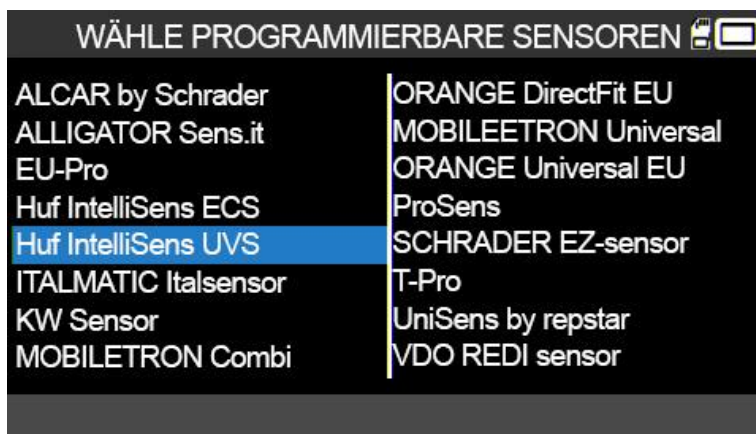 WÄHLE PROGRAMMIERBARE SENSOREN
ALCAR by Schrader
ALLIGATOR Sens.it
EU-Pro
Huf IntelliSens ECS
Huf IntelliSens UVS
ITALMATIC Italsensor
KW Sensor
MOBILETRON Combi
ORANGE DirectFit EU
MOBILEETRON Universal
ORANGE Universal EU
ProSens
SCHRADER EZ-sensor
T-Pro
UniSens by repstar
VDO REDI sensor